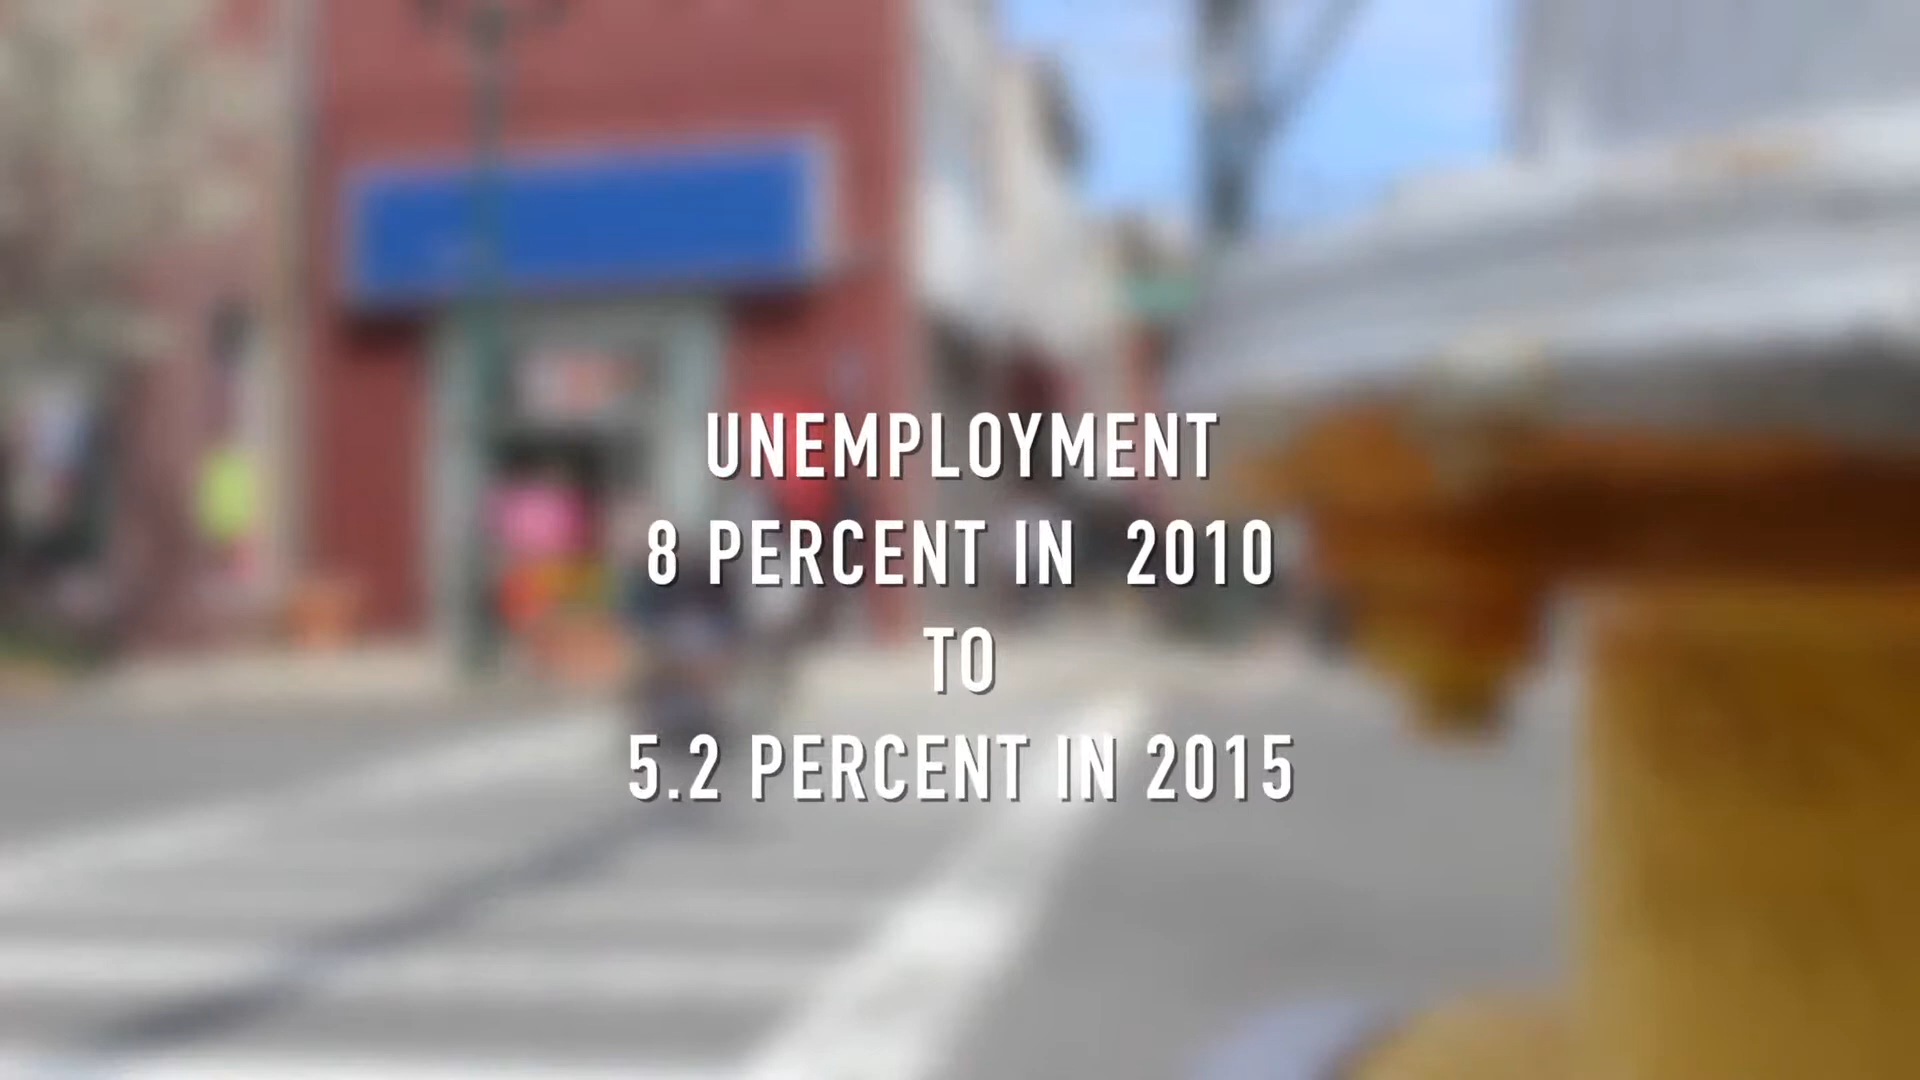 UNEMPLOYMENT
8 PERCENT IN  2010
TO
5.2 PERCENT IN 2015